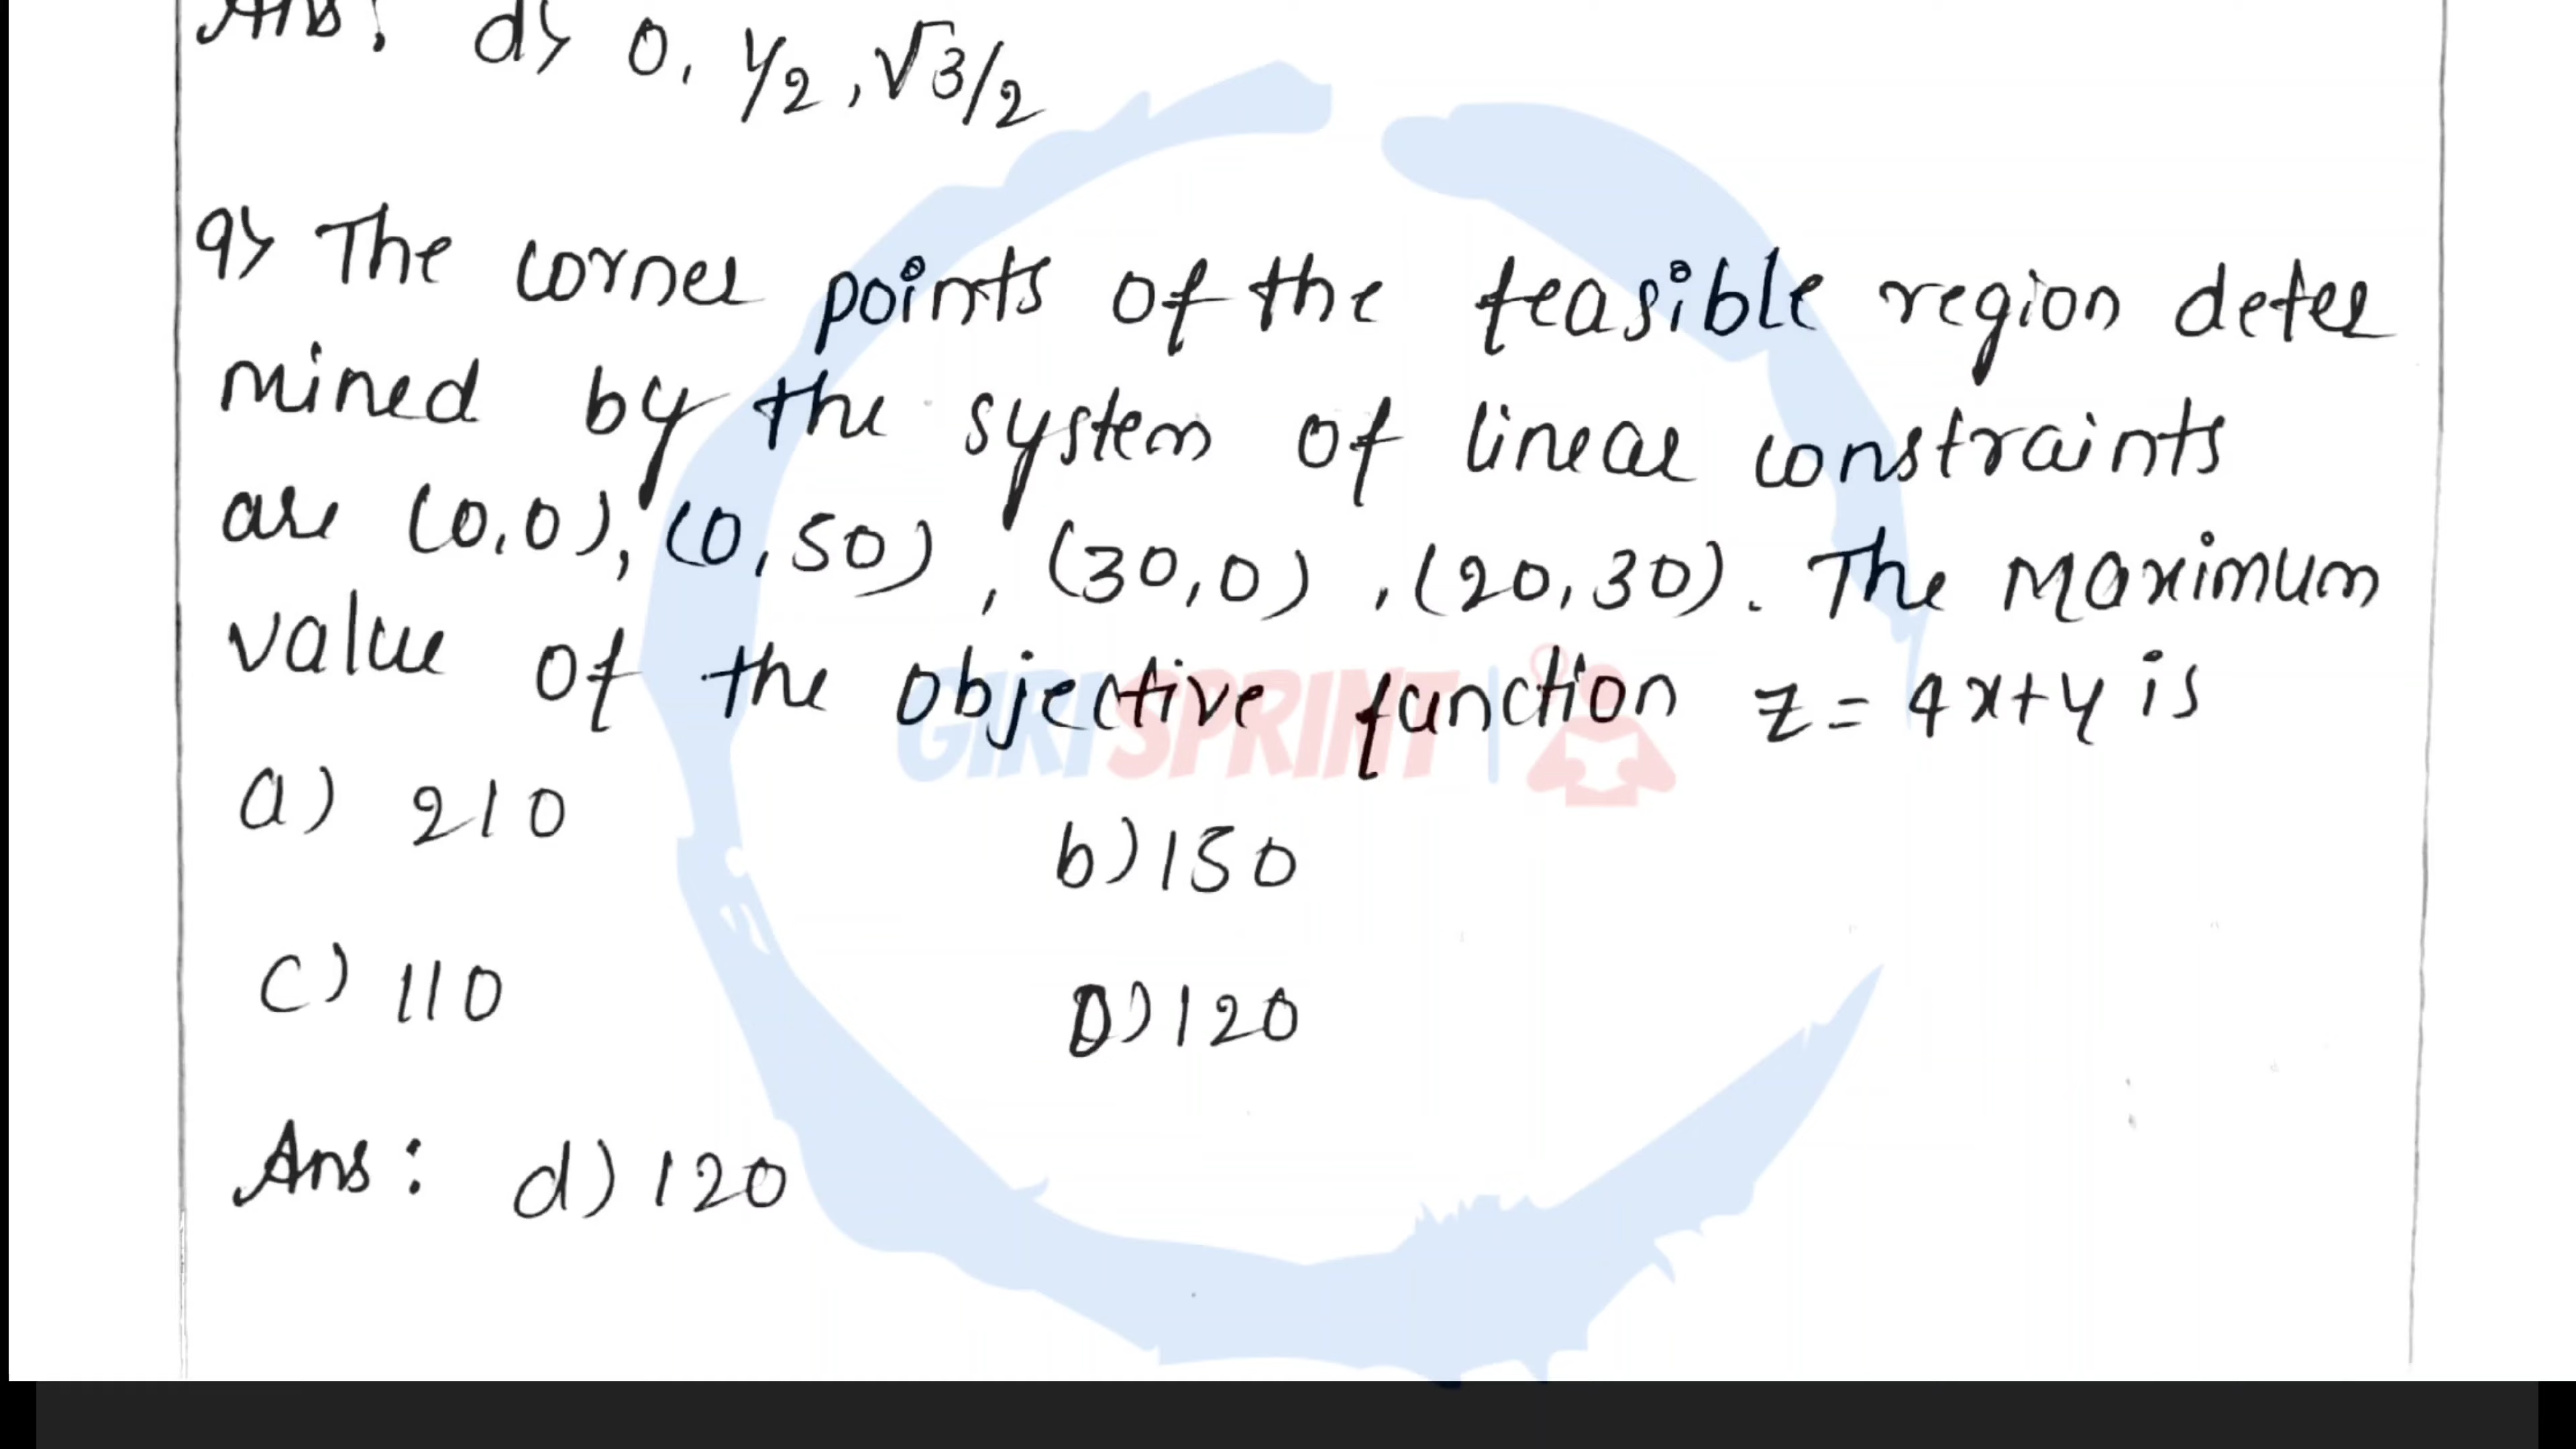 Ans: d> 0, 1/2, √3/2
9> The corner points of the feasible region deter
mined by the system of linear constraints
are (0,0), (0,50), (30,0), (20,30). The Maximum
value of the objective function z = 4x+y is
GIRISPRINT
a) 210
b) 150
c) 110
D) 120
Ans: d) 120